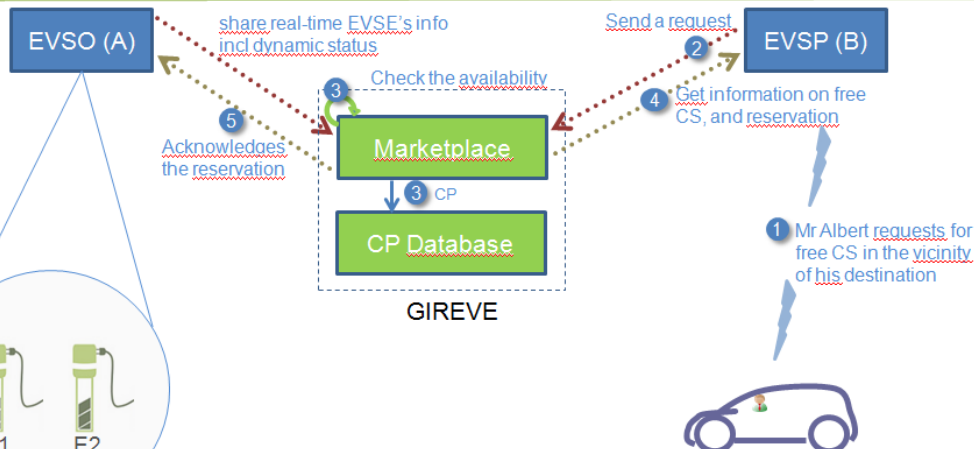 EVSO (A)
share real-time EVSE's info
incl dynamic status
Send a request
2
EVSP (B)
Check the availability
3
4
Get information on free
CS, and reservation
5
Acknowledges
the reservation
Marketplace
3 CP
CP Database
GIREVE
1
Mr Albert requests for
free CS in the vicinity
of his destination
1
E2